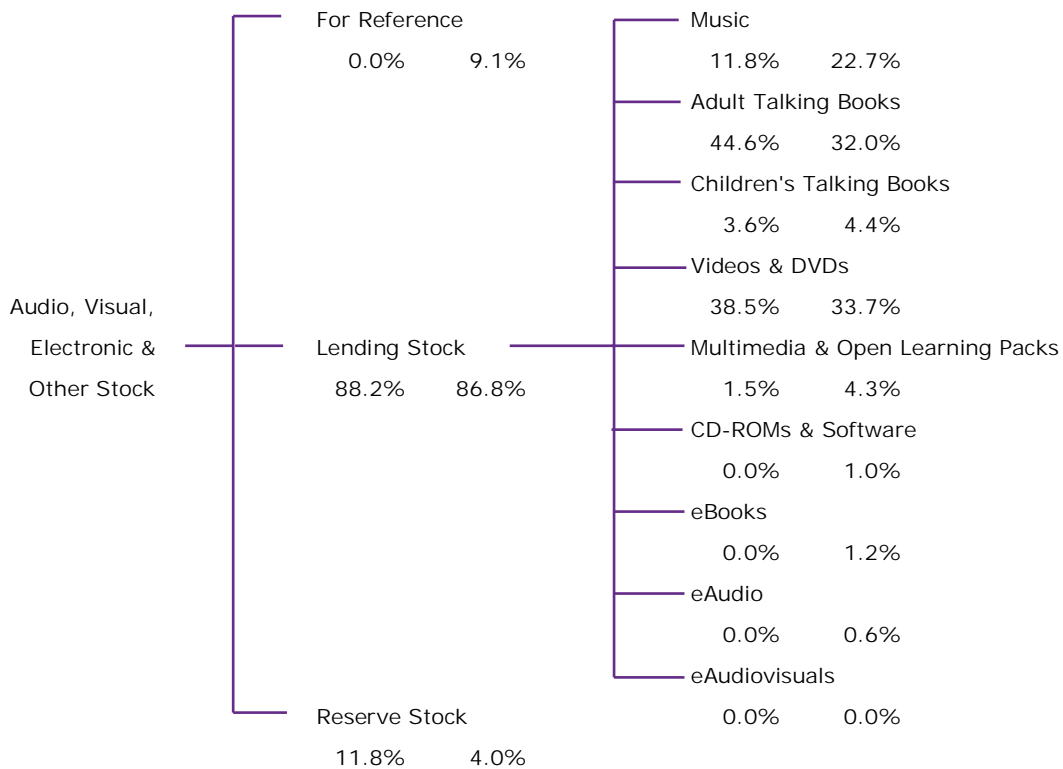 For Reference
0.0% 9.1%
Audio, Visual,
Electronic &
Other Stock
Lending Stock
88.2% 86.8%
Reserve Stock
11.8% 4.0%
Music
11.8% 22.7%
Adult Talking Books
44.6% 32.0%
Children's Talking Books
3.6% 4.4%
Videos & DVDs
38.5% 33.7%
Multimedia & Open Learning Packs
1.5% 4.3%
CD-ROMs & Software
0.0% 1.0%
eBooks
0.0% 1.2%
eAudio
0.0% 0.6%
eAudiovisuals
0.0% 0.0%